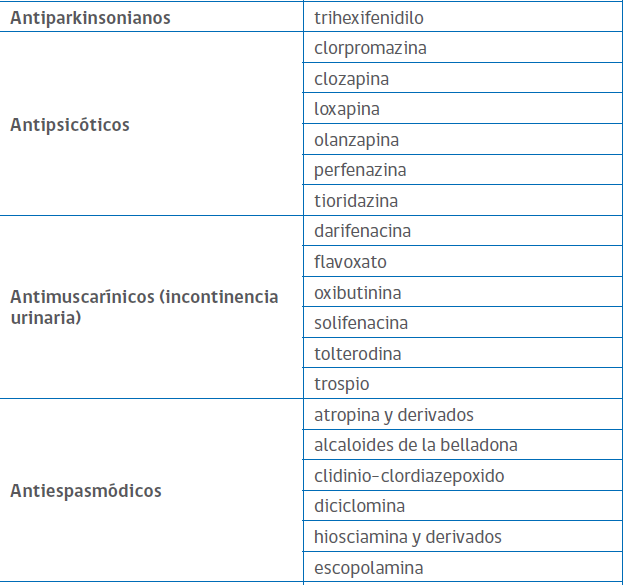 Antiparkinsonianos
trihexifenidilo
Antipsicóticos
clorpromazina
clozapina
loxapina
olanzapina
perfenazina
tioridazina
Antimuscarínicos (incontinencia
urinaria)
darifenacina
flavoxato
oxibutinina
solifenacina
tolterodina
trospio
Antiespasmódicos
atropina y derivados
alcaloides de la belladona
clidinio-clordiazepoxido
diciclomina
hiosciamina y derivados
escopolamina